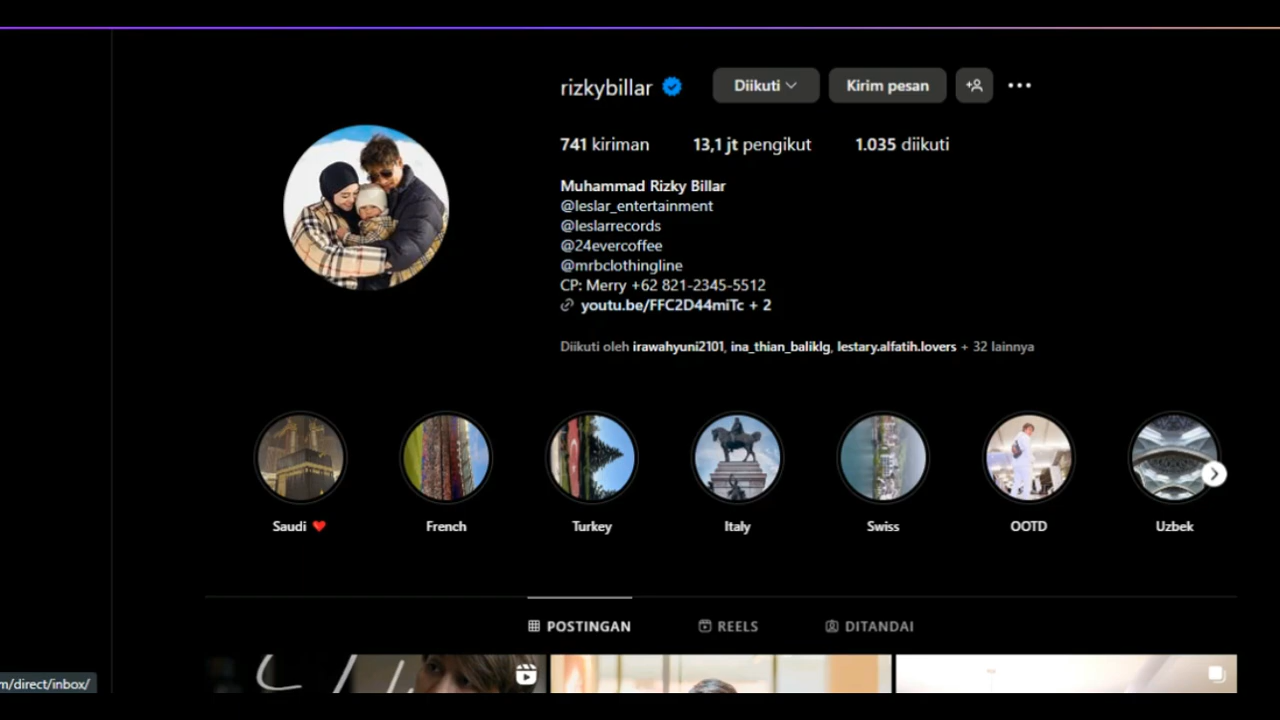 rizkybillar Diikuti Kirim pesan
741 kiriman 13,1 jt pengikut 1.035 diikuti
Muhammad Rizky Billar
@leslar_entertainment
@leslarrecords
@24evercoffee
@mrbclothingline
CP: Merry +62 821-2345-5512
youtu.be/FFC2D44miTc + 2
Diikuti oleh irawahyuni2101, ina_thian_baliklg, lestary.alfatih.lovers + 32 lainnya
Saudi ❤️ French Turkey Italy Swiss OOTD Uzbek
POSTINGAN REELS DITANDAI
m/direct/inbox/